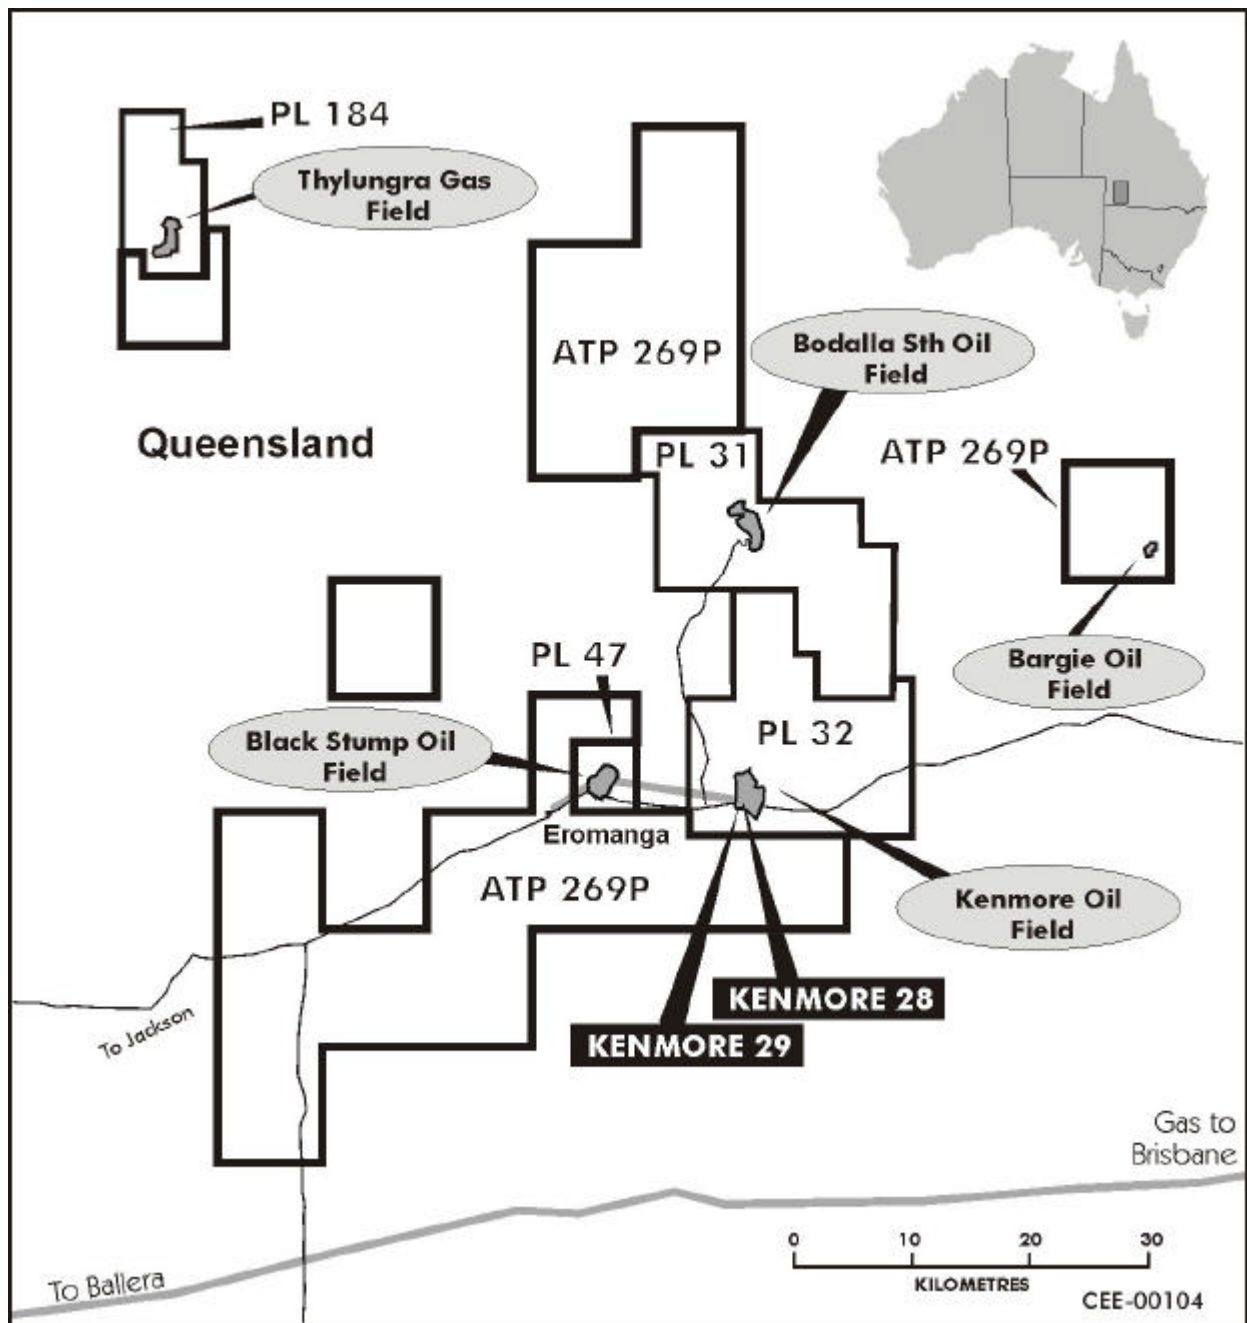 PL 184
Thylungra Gas
Field
ATP 269P
Bodalla Sth Oil
Field
Queensland
PL 31
ATP 269P
PL 47
Bargie Oil
Field
Black Stump Oil
Field
PL 32
Eromanga
ATP 269P
Kenmore Oil
Field
KENMORE 28
KENMORE 29
To Jackson
Gas to
Brisbane
To Ballera
0 10 20 30
KILOMETRES
CEE-00104